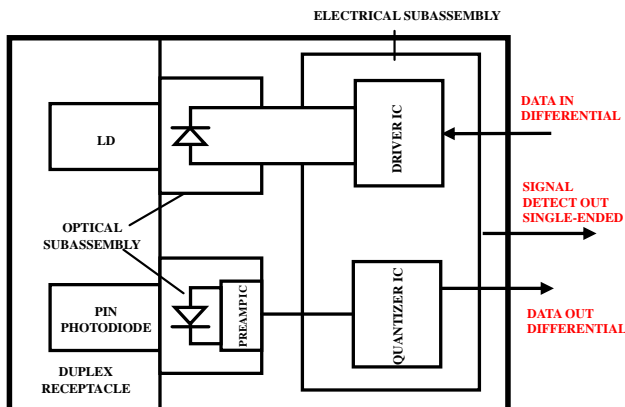 ELECTRICAL SUBASSEMBLY
LD
DRIVER IC
DATA IN
DIFFERENTIAL
SIGNAL
DETECT OUT
SINGLE-ENDED
OPTICAL
SUBASSEMBLY
PIN
PHOTODIODE
PREAMP IC
QUANTIZER IC
DATA OUT
DIFFERENTIAL
DUPLEX
RECEPTACLE